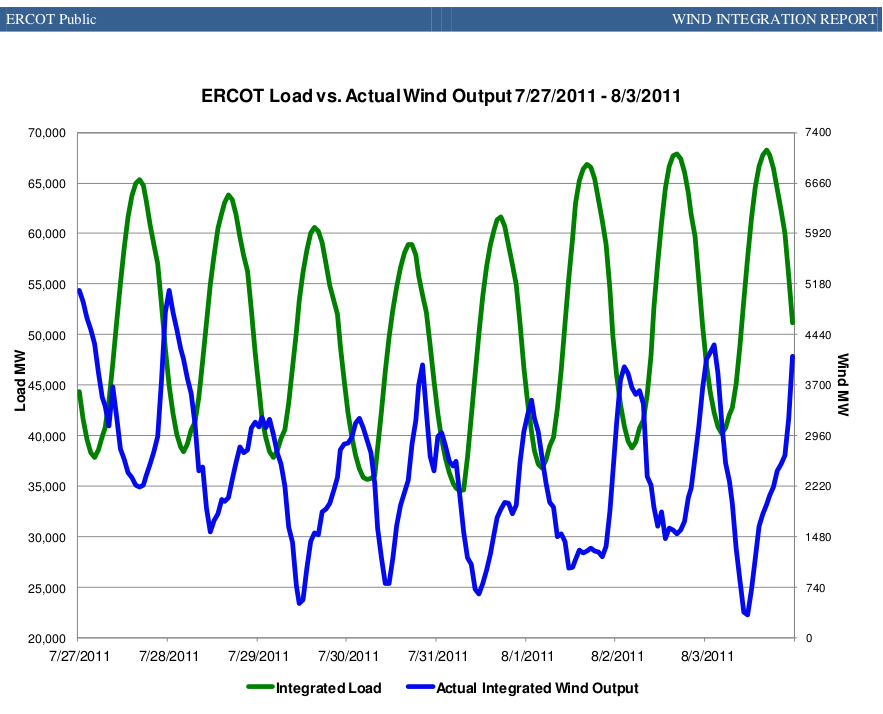 ERCOT Public WIND INTEGRATION REPORT
ERCOT Load vs. Actual Wind Output 7/27/2011 - 8/3/2011
70,000 7400
65,000 6660
60,000 5920
55,000 5180
50,000 4440
45,000 3700
40,000 2960
35,000 2220
30,000 1480
25,000 740
20,000 0
Load MW
Wind MW
7/27/2011 7/28/2011 7/29/2011 7/30/2011 7/31/2011 8/1/2011 8/2/2011 8/3/2011
Integrated Load Actual Integrated Wind Output